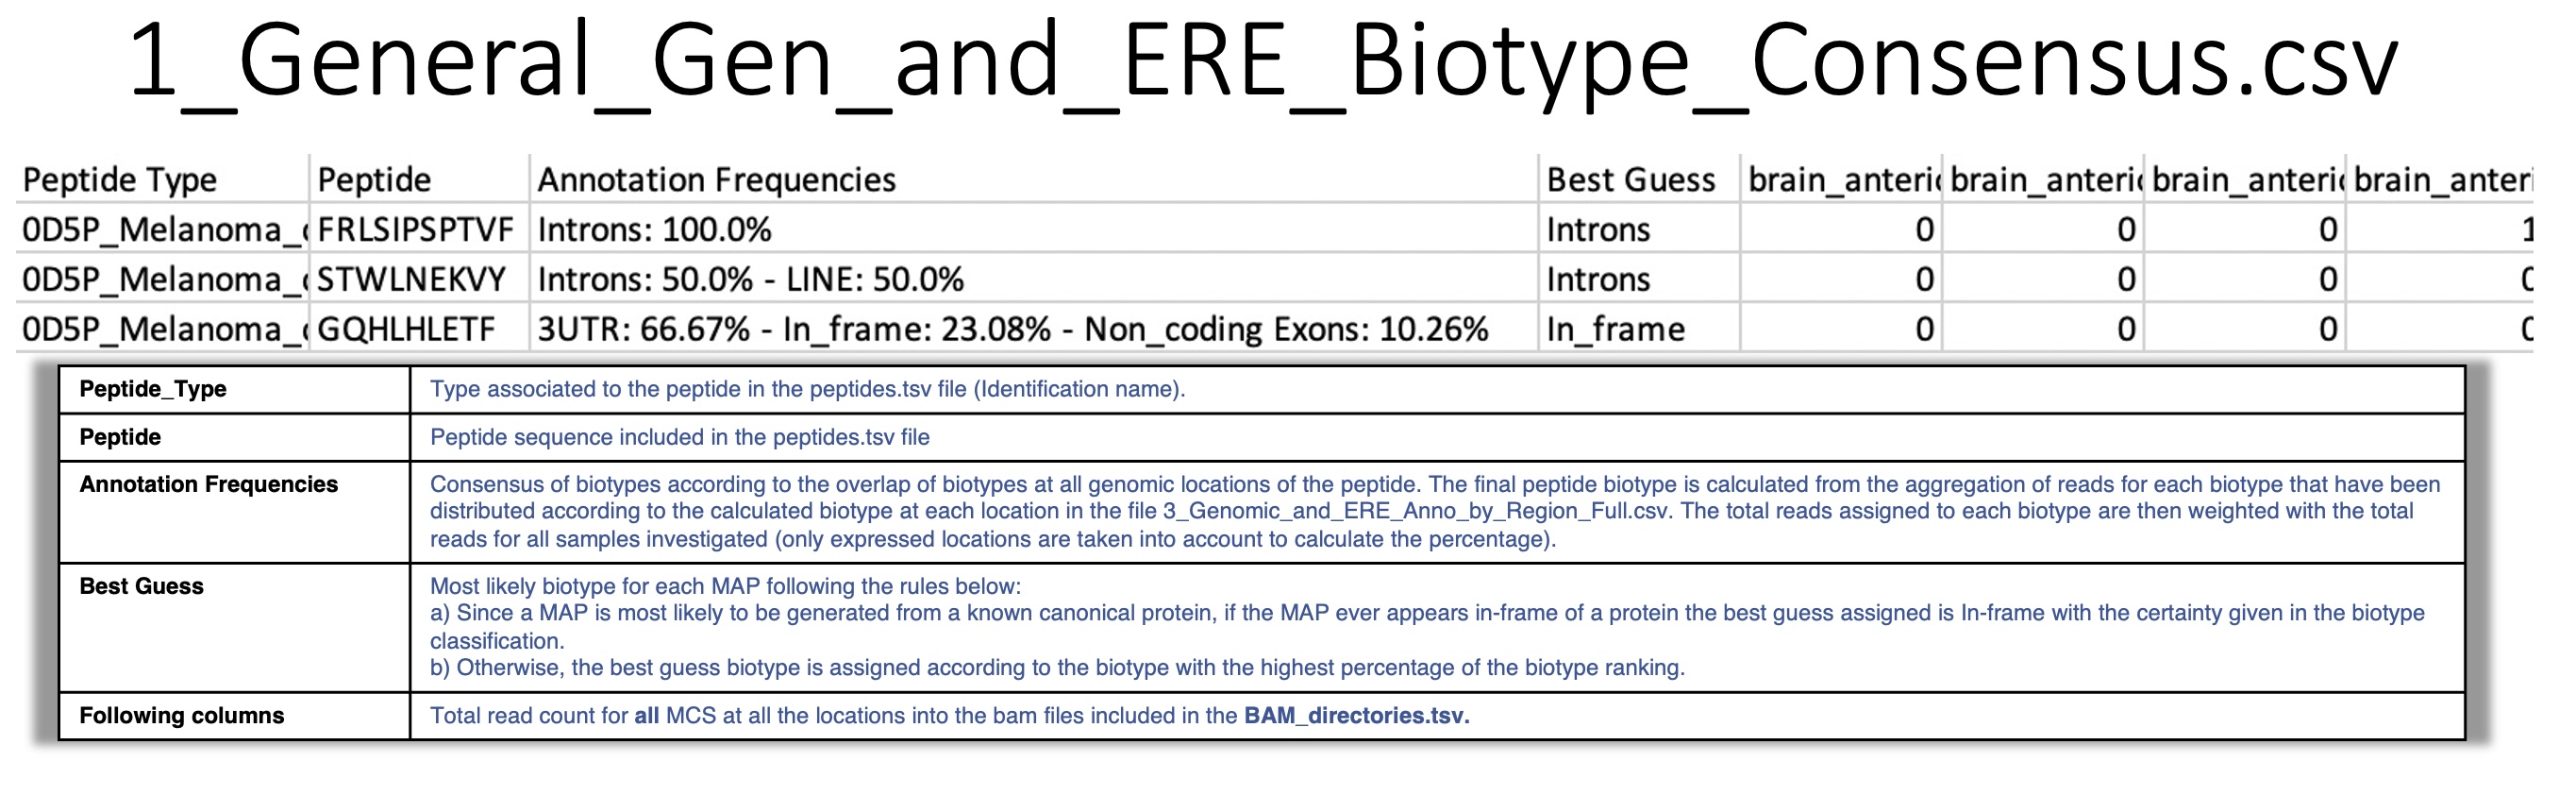 1_General_Gen_and_ERE_Biotype_Consensus.csv
Peptide Type Peptide Annotation Frequencies Best Guess brain_anteri brain_anteri brain_anteri brain_anteri
0D5P_Melanoma_ FRLSIPSPTVF Introns: 100.0% Introns 0 0 0 1
0D5P_Melanoma_ STWLNEKVY Introns: 50.0% - LINE: 50.0% Introns 0 0 0 0
0D5P_Melanoma_ GQHLHLETF 3UTR: 66.67% - In_frame: 23.08% - Non_coding Exons: 10.26% In_frame 0 0 0 0
Peptide_Type Type associated to the peptide in the peptides.tsv file (Identification name).
Peptide Peptide sequence included in the peptides.tsv file
Annotation Frequencies Consensus of biotypes according to the overlap of biotypes at all genomic locations of the peptide. The final peptide biotype is calculated from the aggregation of reads for each biotype that have been
distributed according to the calculated biotype at each location in the file 3_Genomic_and_ERE_Anno_by_Region_Full.csv. The total reads assigned to each biotype are then weighted with the total
reads for all samples investigated (only expressed locations are taken into account to calculate the percentage).
Best Guess Most likely biotype for each MAP following the rules below:
a) Since a MAP is most likely to be generated from a known canonical protein, if the MAP ever appears in-frame of a protein the best guess assigned is In-frame with the certainty given in the biotype
classification.
b) Otherwise, the best guess biotype is assigned according to the biotype with the highest percentage of the biotype ranking.
Following columns Total read count for all MCS at all the locations into the bam files included in the BAM_directories.tsv.